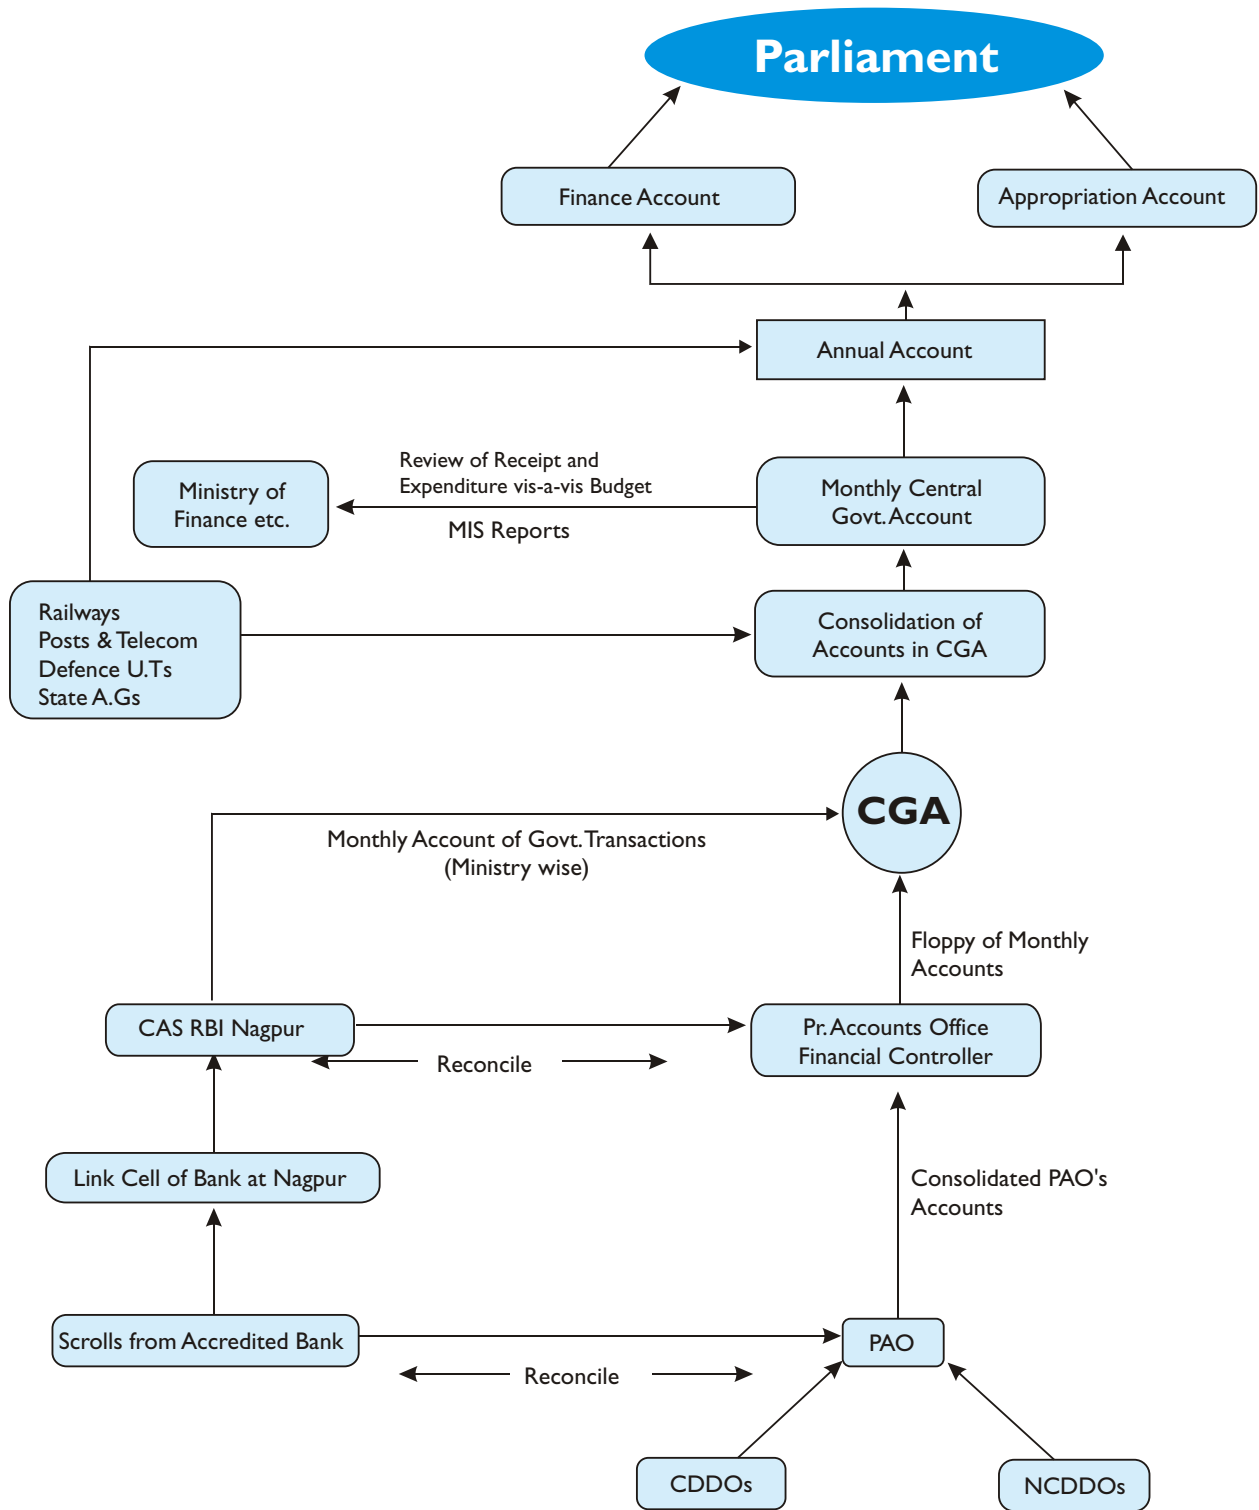 Parliament
Finance Account
Appropriation Account
Annual Account
Review of Receipt and
Expenditure vis-a-vis Budget
MIS Reports
Ministry of
Finance etc.
Monthly Central
Govt. Account
Railways
Posts & Telecom
Defence U.Ts
State A.Gs
Consolidation of
Accounts in CGA
CGA
Monthly Account of Govt. Transactions
(Ministry wise)
Floppy of Monthly
Accounts
CAS RBI Nagpur
Pr. Accounts Office
Financial Controller
Reconcile
Link Cell of Bank at Nagpur
Consolidated PAO's
Accounts
Scrolls from Accredited Bank
PAO
Reconcile
CDDOs
NCDDOs